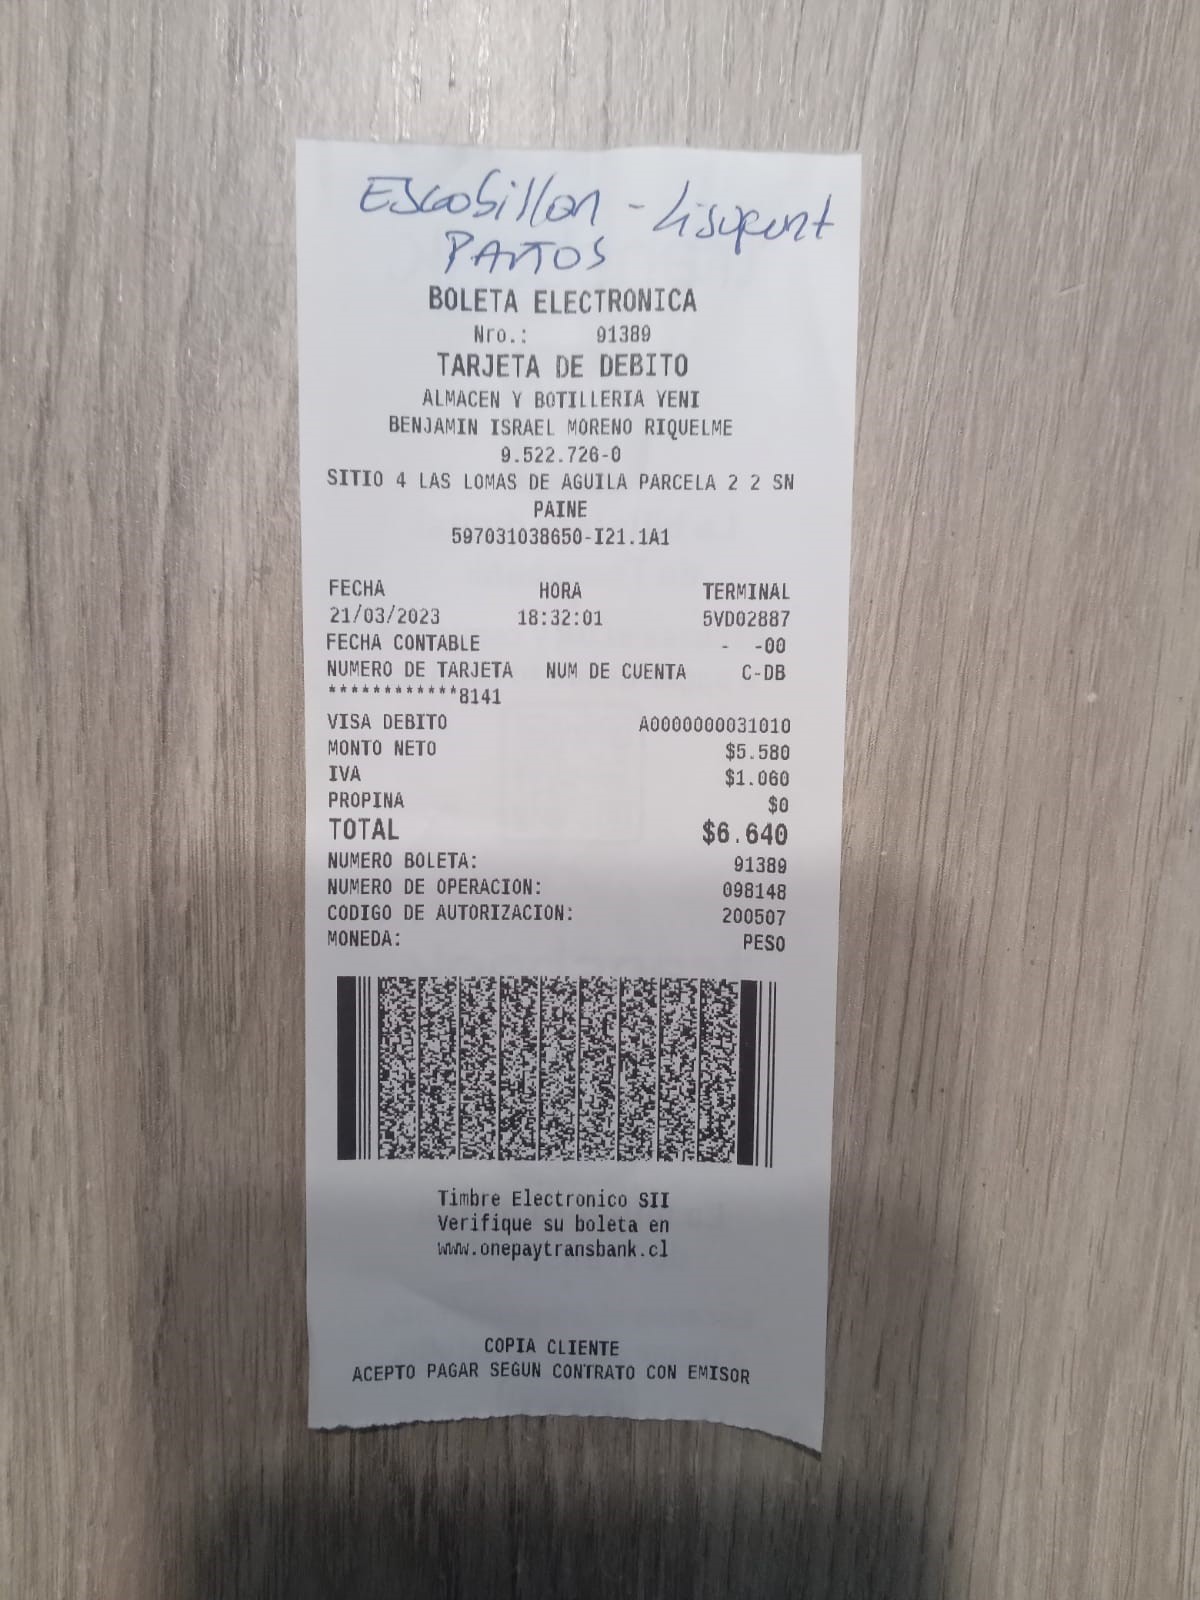 Escobillon -
PAÑTOS
BOLETA ELECTRONICA
Nro.: 91389
TARJETA DE DEBITO
ALMACEN Y BOTILLERIA YENI
BENJAMIN ISRAEL MORENO RIQUELME
9.522.726-0
SITIO 4 LAS LOMAS DE AGUILA PARCELA 2 2 SN
PAINE
597031038650-I21.1A1
FECHA HORA TERMINAL
21/03/2023 18:32:01 5VD02887
FECHA CONTABLE - -00
NUMERO DE TARJETA NUM DE CUENTA C-DB
************8141
VISA DEBITO A0000000031010
MONTO NETO $5.580
IVA $1.060
PROPINA $0
TOTAL $6.640
NUMERO BOLETA: 91389
NUMERO DE OPERACION: 098148
CODIGO DE AUTORIZACION: 200507
MONEDA: PESO
Timbre Electronico SII
Verifique su boleta en
www.onepaytransbank.cl
COPIA CLIENTE
ACEPTO PAGAR SEGUN CONTRATO CON EMISOR